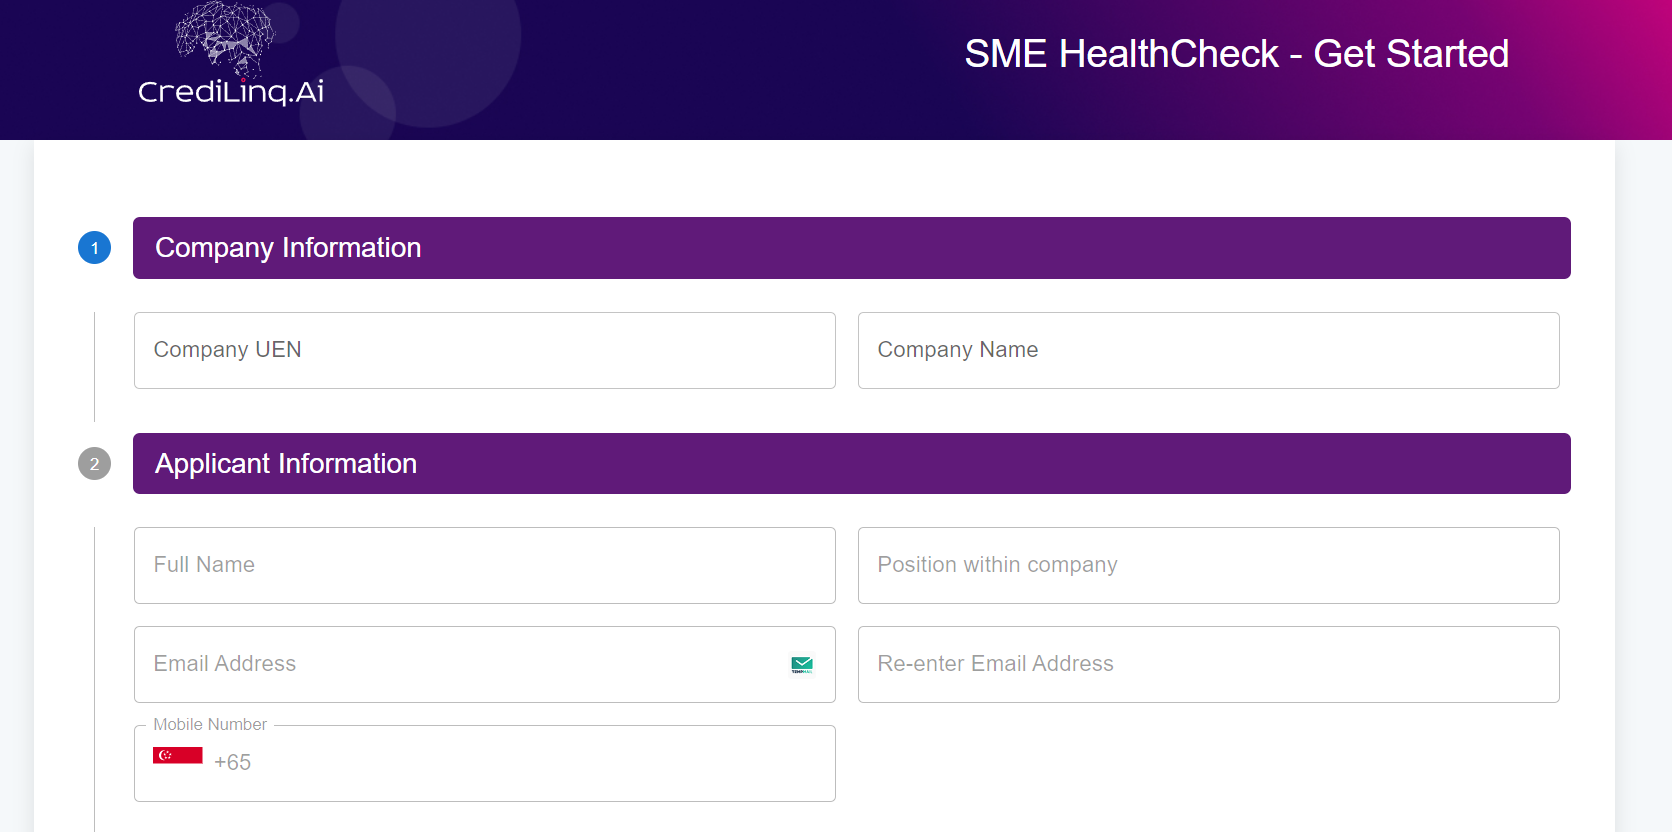 CrediLinq.Ai
SME HealthCheck - Get Started
1
Company Information
Company UEN
Company Name
2
Applicant Information
Full Name
Position within company
Email Address
Re-enter Email Address
Mobile Number
+65